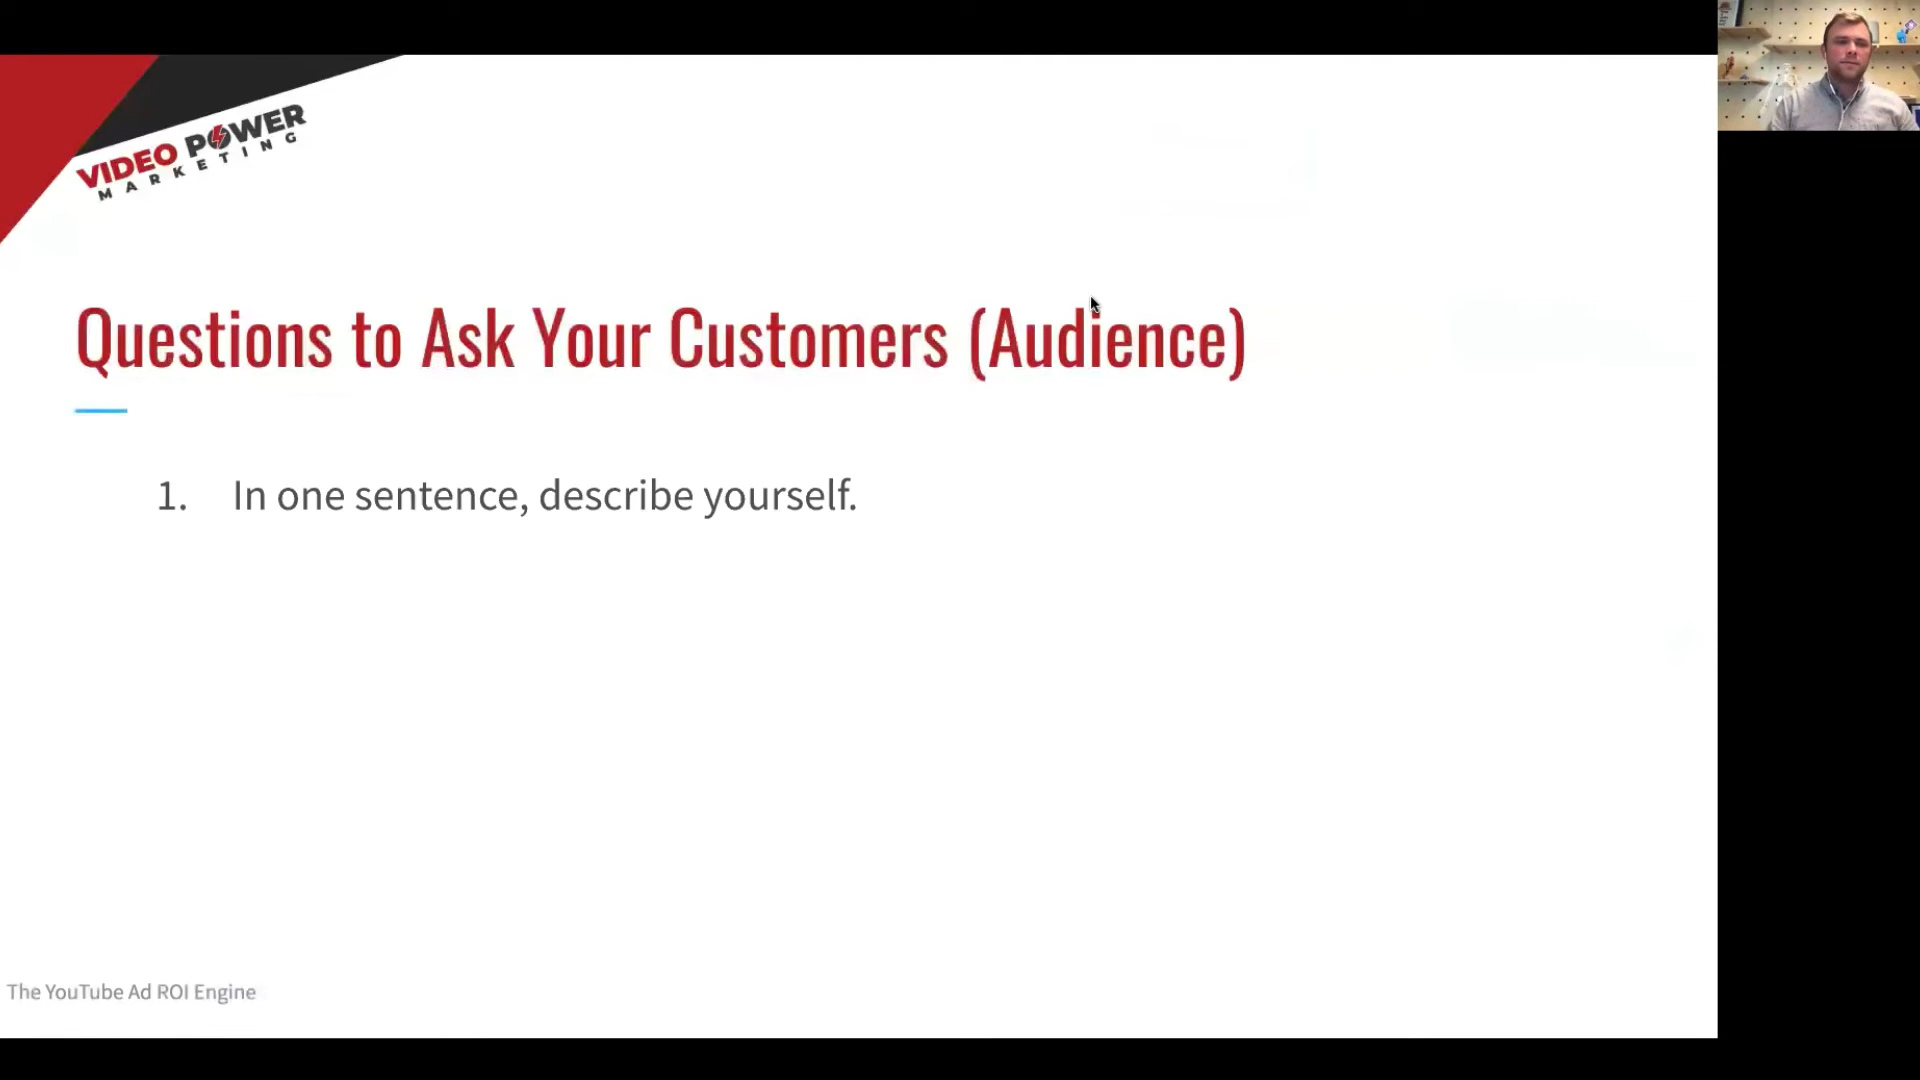 VIDEO POWER
MARKETING
Questions to Ask Your Customers (Audience)
1. In one sentence, describe yourself.
The YouTube Ad ROI Engine